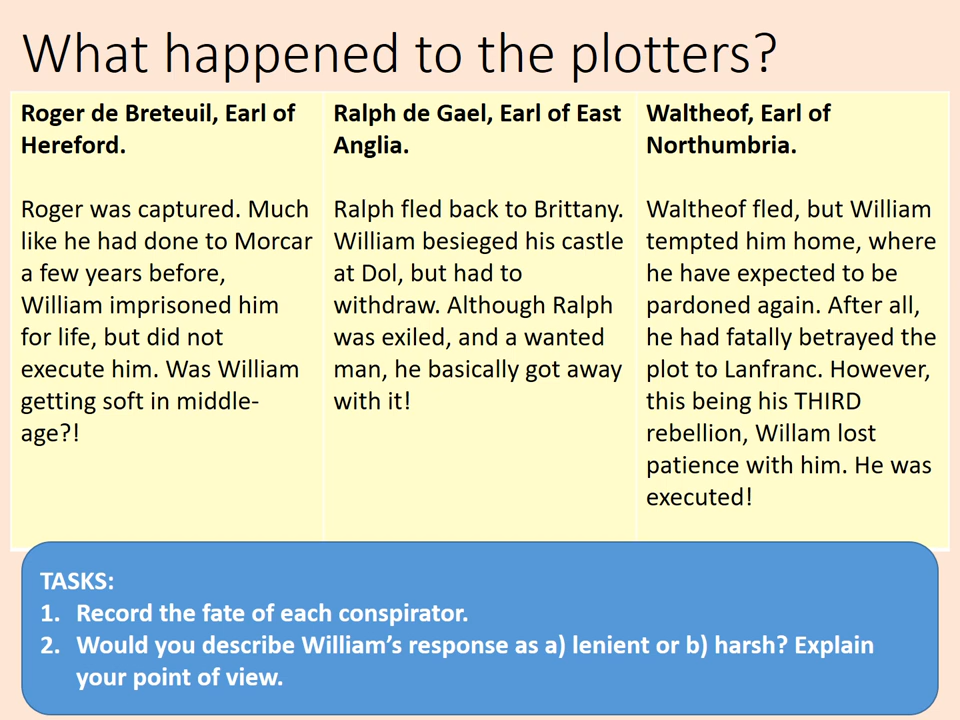 What happened to the plotters?
Roger de Breteuil, Earl of
Hereford.
Roger was captured. Much
like he had done to Morcar
a few years before,
William imprisoned him
for life, but did not
execute him. Was William
getting soft in middle-
age?!
Ralph de Gael, Earl of East
Anglia.
Ralph fled back to Brittany.
William besieged his castle
at Dol, but had to
withdraw. Although Ralph
was exiled, and a wanted
man, he basically got away
with it!
Waltheof, Earl of
Northumbria.
Waltheof fled, but William
tempted him home, where
he have expected to be
pardoned again. After all,
he had fatally betrayed the
plot to Lanfranc. However,
this being his THIRD
rebellion, Willam lost
patience with him. He was
executed!
TASKS:
1. Record the fate of each conspirator.
2. Would you describe William’s response as a) lenient or b) harsh? Explain
your point of view.